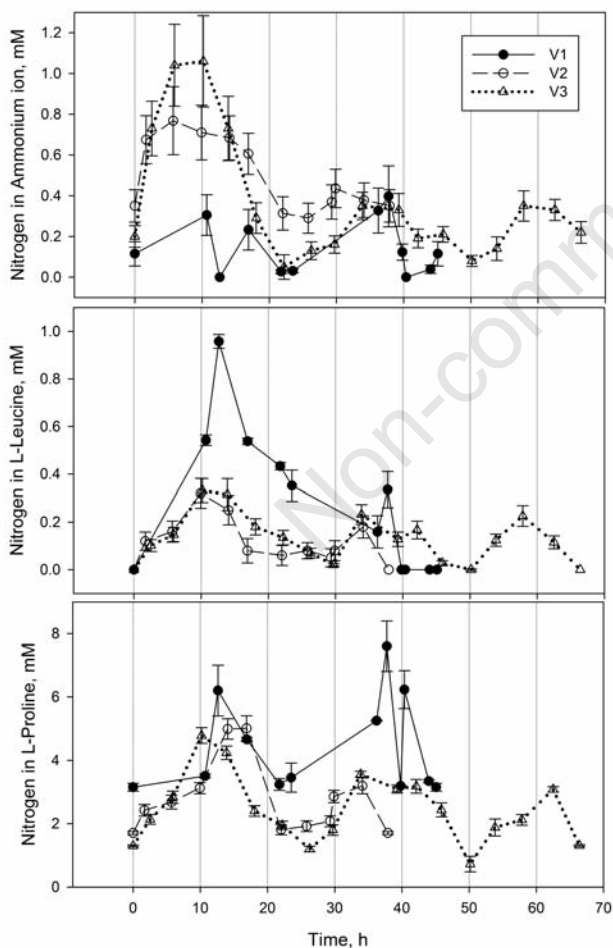 Nitrogen in Ammonium ion, mM
1.2
1.0
0.8
0.6
0.4
0.2
0.0
V1
V2
V3
Nitrogen in L-Leucine, mM
1.0
0.8
0.6
0.4
0.2
0.0
Non-comm
Nitrogen in L-Proline, mM
8
6
4
2
0
0 10 20 30 40 50 60 70
Time, h